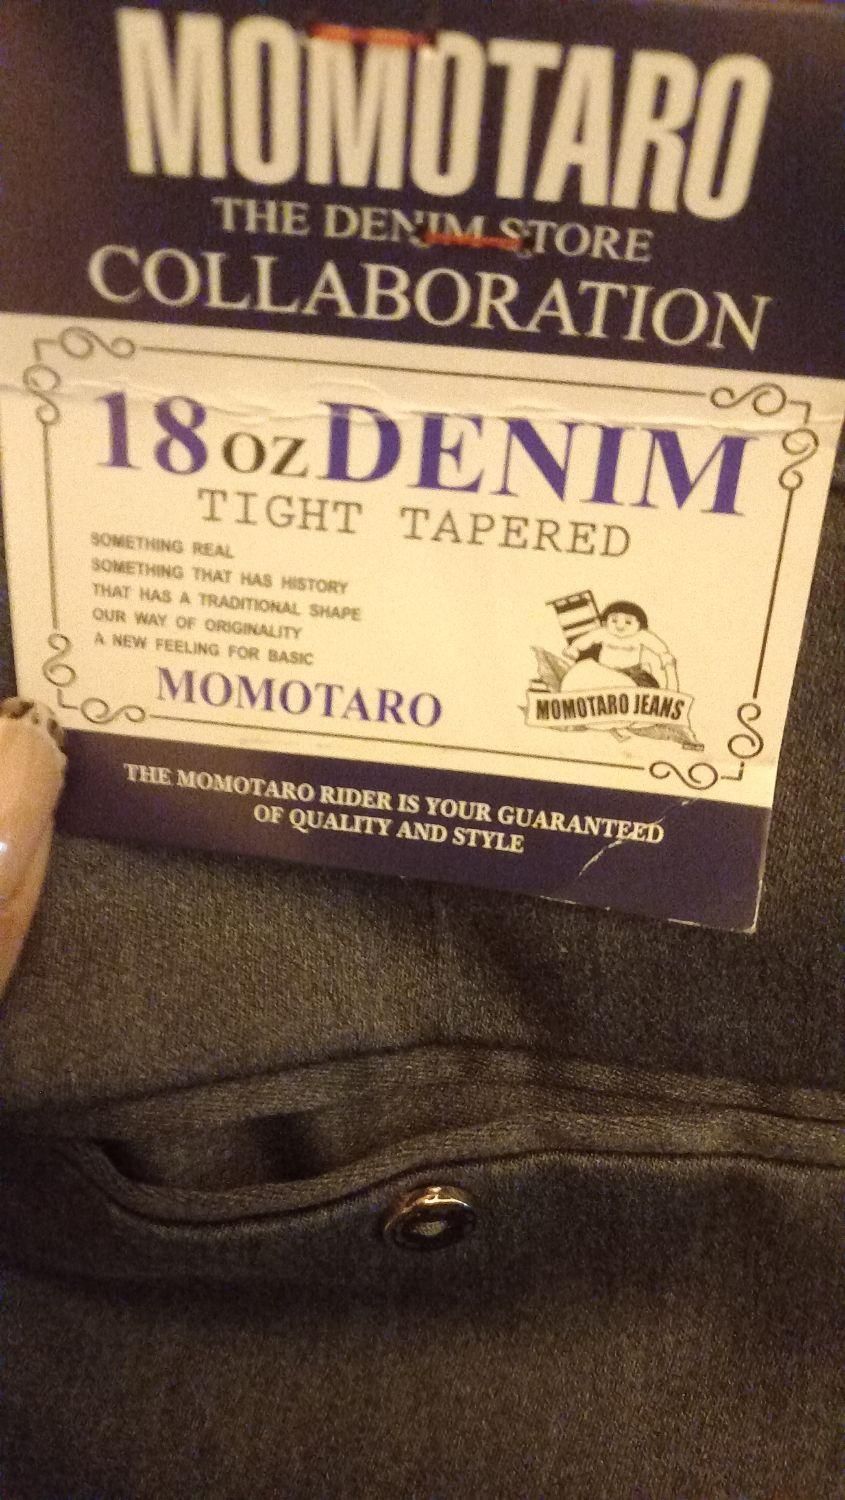 MOMOTARO
THE DENIM STORE
COLLABORATION
18 oz DENIM
TIGHT TAPERED
SOMETHING REAL
SOMETHING THAT HAS HISTORY
THAT HAS A TRADITIONAL SHAPE
OUR WAY OF ORIGINALITY
A NEW FEELING FOR BASIC
MOMOTARO
MOMOTARO JEANS
THE MOMOTARO RIDER IS YOUR GUARANTEED
OF QUALITY AND STYLE